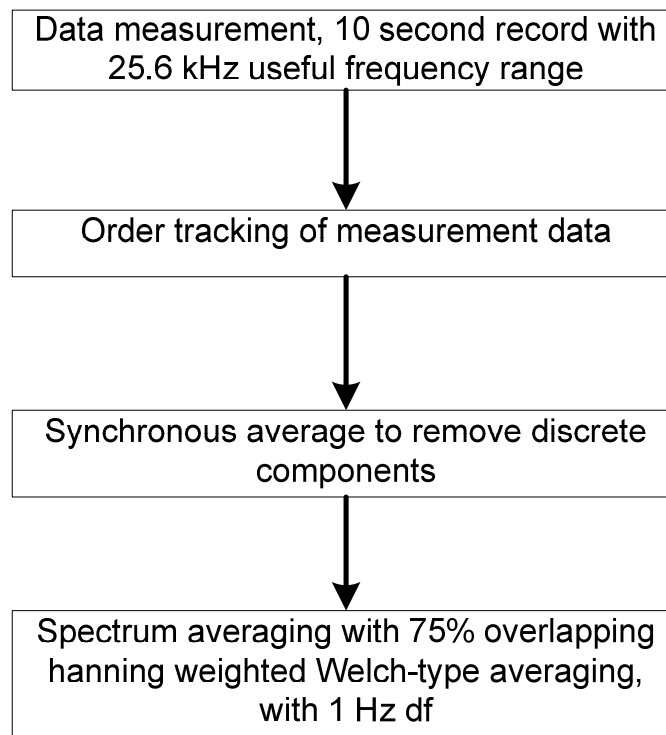 Data measurement, 10 second record with
25.6 kHz useful frequency range
Order tracking of measurement data
Synchronous average to remove discrete
components
Spectrum averaging with 75% overlapping
hanning weighted Welch-type averaging,
with 1 Hz df